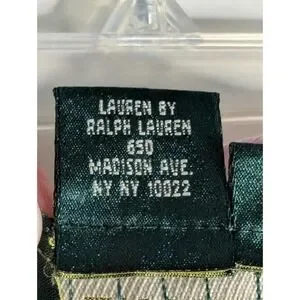 LAUREN BY
RALPH LAUREN
650
MADISON AVE.
NY NY 10022